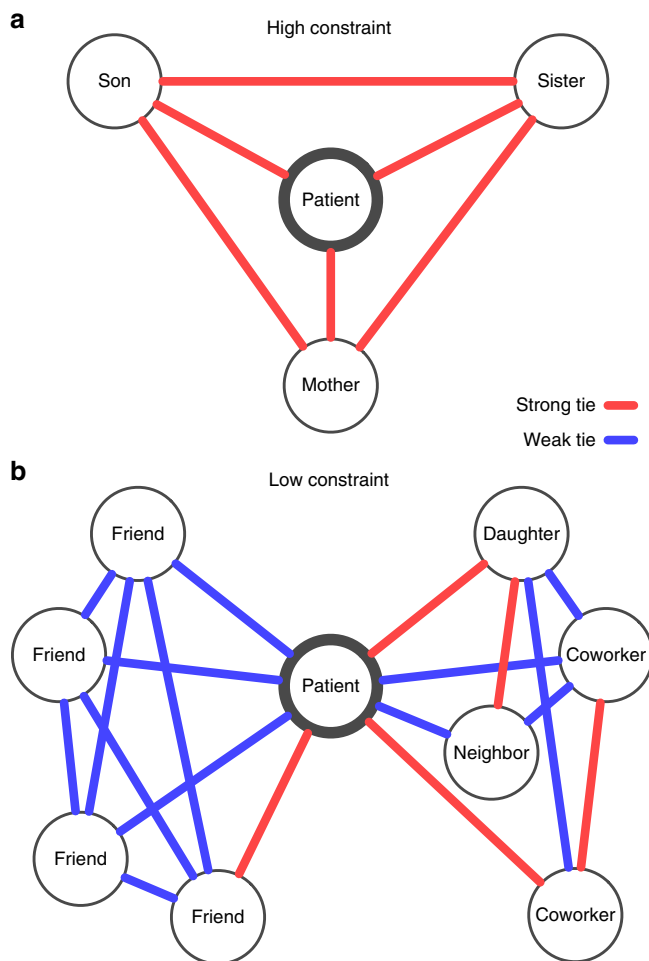 a
High constraint
Son
Sister
Patient
Mother
Strong tie
Weak tie
b
Low constraint
Friend
Daughter
Friend
Coworker
Patient
Neighbor
Friend
Friend
Coworker